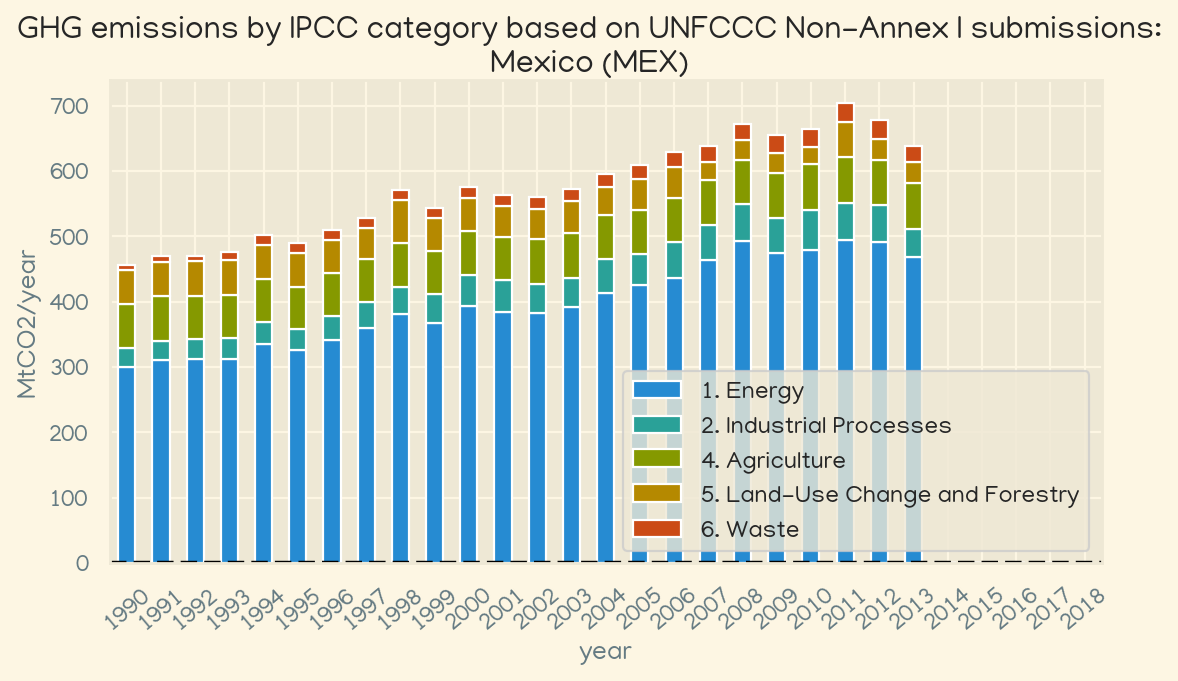 GHG emissions by IPCC category based on UNFCCC Non-Annex I submissions:
Mexico (MEX)
MtCO2/year
700
600
500
400
300
200
100
0
1. Energy
2. Industrial Processes
4. Agriculture
5. Land-Use Change and Forestry
6. Waste
1990 1991 1992 1993 1994 1995 1996 1997 1998 1999 2000 2001 2002 2003 2004 2005 2006 2007 2008 2009 2010 2011 2012 2013 2014 2015 2016 2017 2018
year